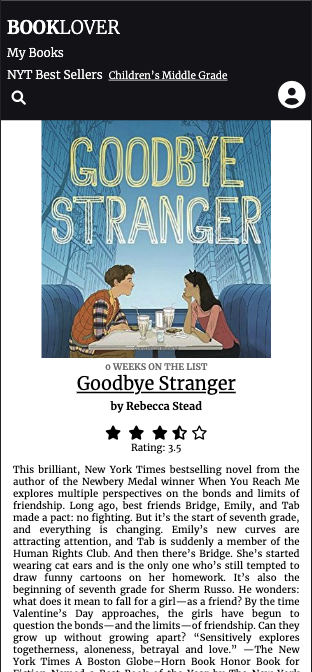 BOOKLOVER
My Books
NYT Best Sellers Children's Middle Grade
GOODBYE
STRANGER
0 WEEKS ON THE LIST
Goodbye Stranger
by Rebecca Stead
Rating: 3.5
This brilliant, New York Times bestselling novel from the
author of the Newbery Medal winner When You Reach Me
explores multiple perspectives on the bonds and limits of
friendship. Long ago, best friends Bridge, Emily, and Tab
made a pact: no fighting. But it's the start of seventh grade,
and everything is changing. Emily's new curves are
attracting attention, and Tab is suddenly a member of the
Human Rights Club. And then there's Bridge. She's started
wearing cat ears and is the only one who's still tempted to
draw funny cartoons on her homework. It's also the
beginning of seventh grade for Sherm Russo. He wonders:
what does it mean to fall for a girl—as a friend? By the time
Valentine's Day approaches, the girls have begun to
question the bonds—and the limits—of friendship. Can they
grow up without growing apart? “Sensitively explores
togetherness, aloneness, betrayal and love.” —The New
York Times A Boston Globe–Horn Book Honor Book for